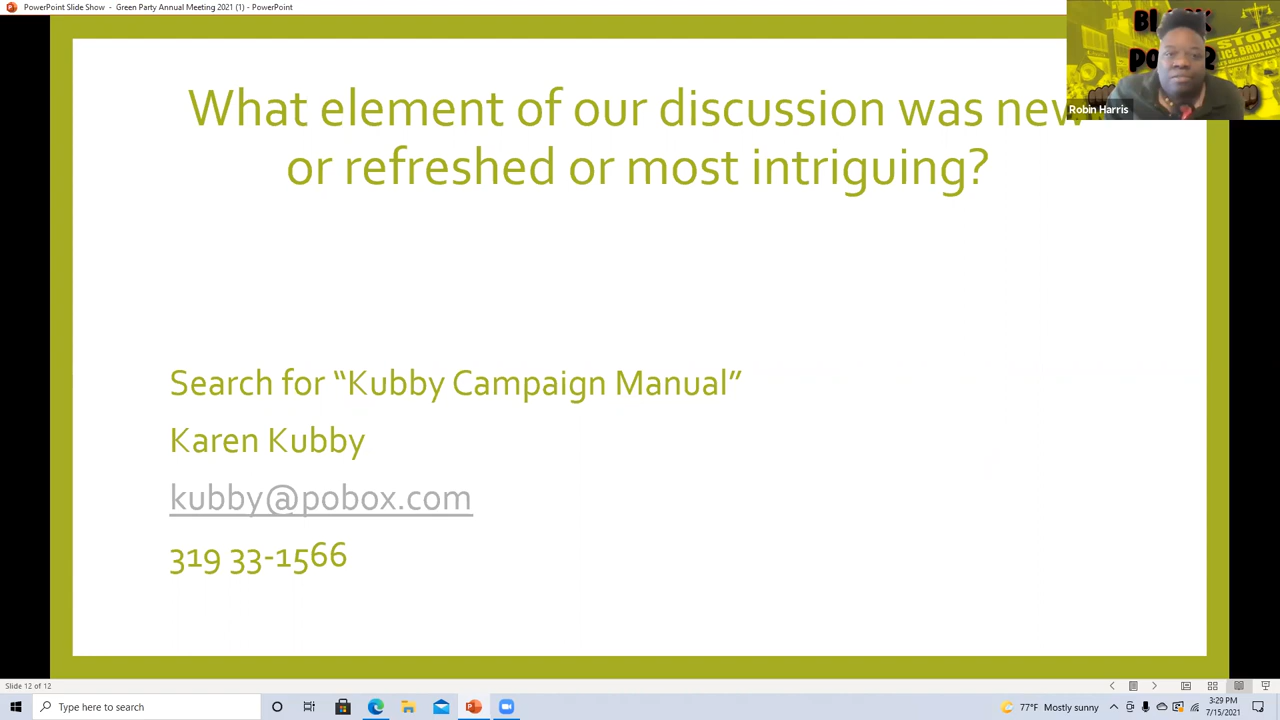 PowerPoint Slide Show - Green Party Annual Meeting 2021 (1) - PowerPoint
What element of our discussion was new
or refreshed or most intriguing?
Robin Harris
Search for “Kubby Campaign Manual”
Karen Kubby
kubby@pobox.com
319 33-1566
Slide 12 of 12
Type here to search
77°F Mostly sunny
3:29 PM
7/15/2021